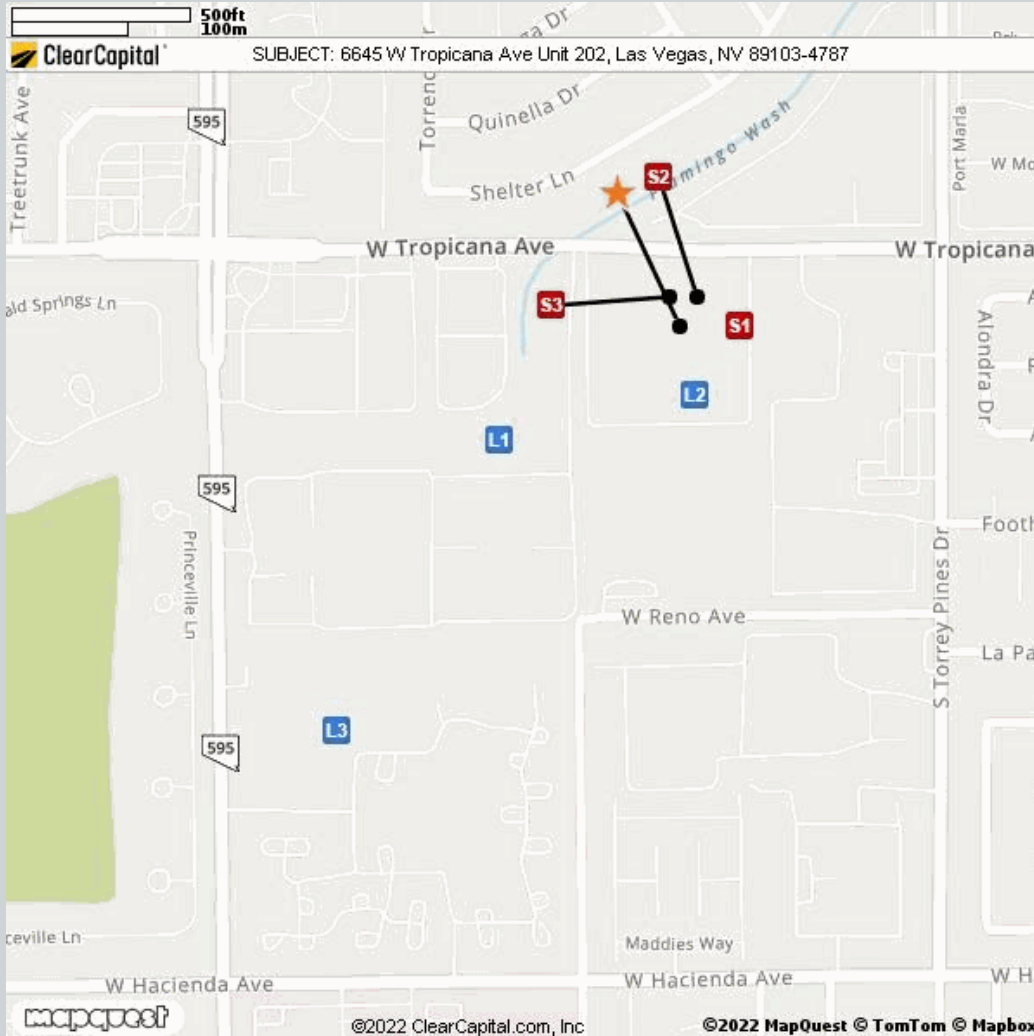 500ft
100m
ClearCapital
SUBJECT: 6645 W Tropicana Ave Unit 202, Las Vegas, NV 89103-4787
Treetrunk Ave
595
Quinella Dr
Shelter Ln
S2
Flamingo Wash
Port Maria
W Tropicana Ave
W Tropicana
S3
S1
Alondra Dr
L2
L1
595
Princeville Ln
W Reno Ave
S Torrey Pines Dr
L3
595
Maddies Way
W Hacienda Ave
W Hacienda Ave
mapquest
©2022 ClearCapital.com, Inc
©2022 MapQuest © TomTom © Mapbox